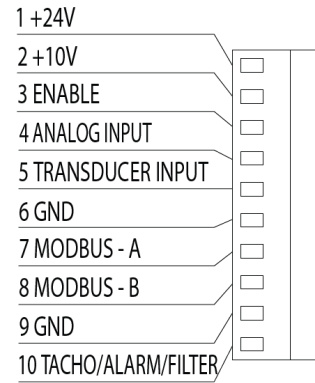 1 +24V
2 +10V
3 ENABLE
4 ANALOG INPUT
5 TRANSDUCER INPUT
6 GND
7 MODBUS - A
8 MODBUS - B
9 GND
10 TACHO/ALARM/FILTER